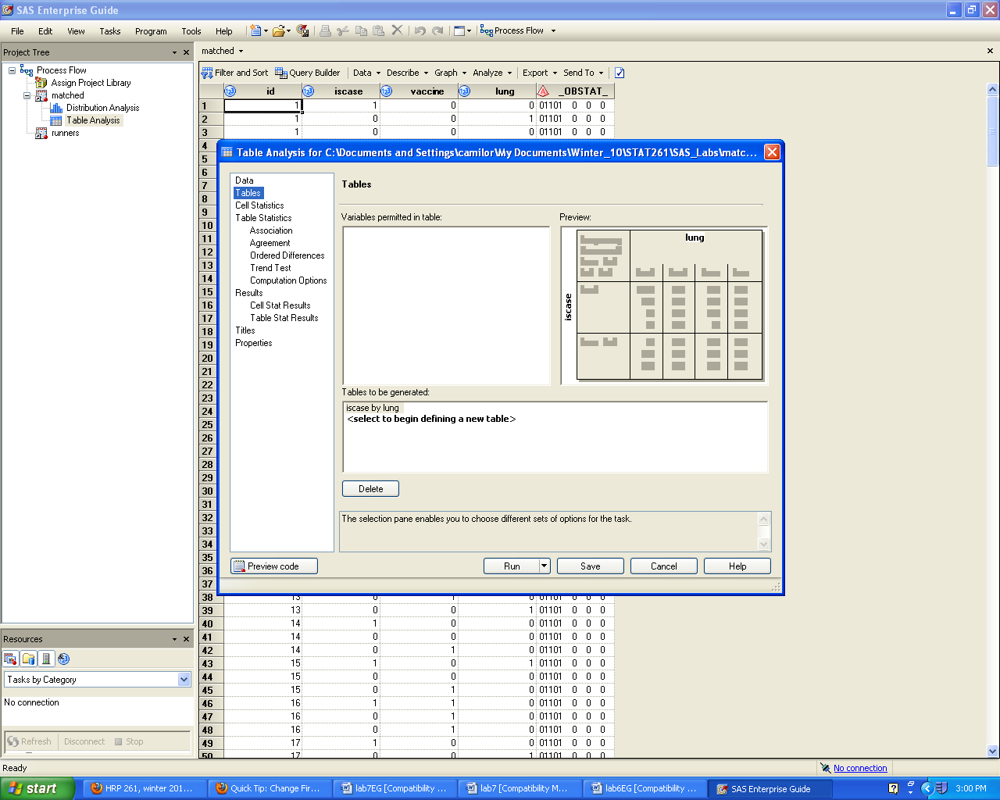 SAS Enterprise Guide
File Edit View Tasks Program Tools Help Process Flow
Project Tree
Process Flow
Assign Project Library
matched
Distribution Analysis
Table Analysis
runners
matched
Filter and Sort Query Builder Data Describe Graph Analyze Export Send To
id iscase vaccine lung _OBSTAT_
1 1 1 0 0 01101 0 0 0
2 1 0 0 1 01101 0 0 0
3 1 0 0 0 01101 0 0 0
4
5
6
7
8
9
10
11
12
13
14
15
16
17
18
19
20
21
22
23
24
25
26
27
28
29
30
31
32
33
34
35
36
37
Table Analysis for C:\Documents and Settings\camilor\My Documents\Winter_10\STAT261\SAS_Labs\matc...
Data
Tables
Cell Statistics
Table Statistics
Association
Agreement
Ordered Differences
Trend Test
Computation Options
Results
Cell Stat Results
Table Stat Results
Titles
Properties
Tables
Variables permitted in table:
Preview:
lung
iscase
Tables to be generated:
iscase by lung
<select to begin defining a new table>
Delete
The selection pane enables you to choose different sets of options for the task.
Preview code Run Save Cancel Help
38 13 0 1 0 01101 0 0 0
39 13 0 0 1 01101 0 0 0
40 14 1 0 0 01101 0 0 0
41 14 0 0 0 01101 0 0 0
42 14 0 1 0 01101 0 0 0
43 15 1 0 1 01101 0 0 0
44 15 0 0 0 01101 0 0 0
45 15 0 1 0 01101 0 0 0
46 16 1 1 0 01101 0 0 0
47 16 0 1 0 01101 0 0 0
48 16 0 1 0 01101 0 0 0
49 17 1 0 0 01101 0 0 0
50 17 0 0 1 01101 0 0 0
Resources
Tasks by Category
No connection
Refresh Disconnect Stop
Ready
No connection
start
HRP 261, winter 201...
Quick Tip: Change Fir...
lab7EG [Compatibility ...
lab7 [Compatibility M...
lab6EG [Compatibility ...
SAS Enterprise Guide
3:00 PM